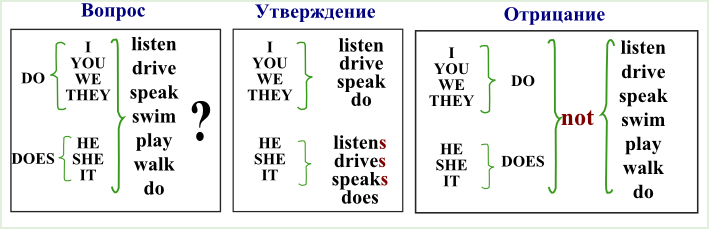 Вопрос
DO
I
YOU
WE
THEY
DOES
HE
SHE
IT
listen
drive
speak
swim
play
walk
do
?
Утверждение
I
YOU
WE
THEY
listen
drive
speak
do
HE
SHE
IT
listens
drives
speaks
does
Отрицание
I
YOU
WE
THEY
DO
HE
SHE
IT
DOES
not
listen
drive
speak
swim
play
walk
do